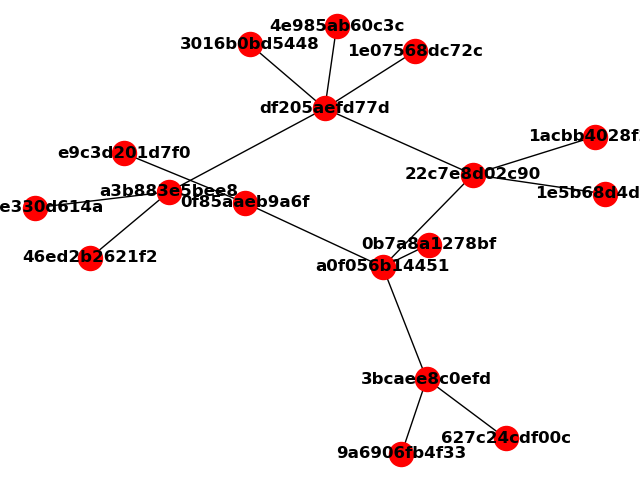 4e985ab60c3c
3016b0bd5448
1e07568dc72c
df205aefd77d
1acbb4028f
e9c3d201d7f0
22c7e8d02c90
a3b883e5bee8
1e5b68d4d
0f85aaeb9a6f
e330d614a
0b7a8a1278bf
46ed2b2621f2
a0f056b14451
3bcaee8c0efd
627c24cdf00c
9a6906fb4f33